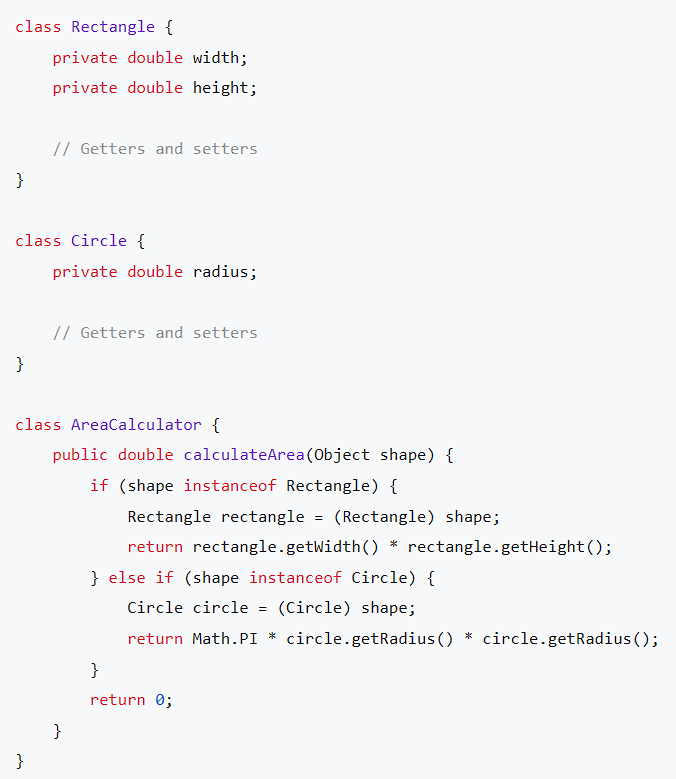 class Rectangle {
    private double width;
    private double height;

    // Getters and setters
}

class Circle {
    private double radius;

    // Getters and setters
}

class AreaCalculator {
    public double calculateArea(Object shape) {
        if (shape instanceof Rectangle) {
            Rectangle rectangle = (Rectangle) shape;
            return rectangle.getWidth() * rectangle.getHeight();
        } else if (shape instanceof Circle) {
            Circle circle = (Circle) shape;
            return Math.PI * circle.getRadius() * circle.getRadius();
        }
        return 0;
    }
}